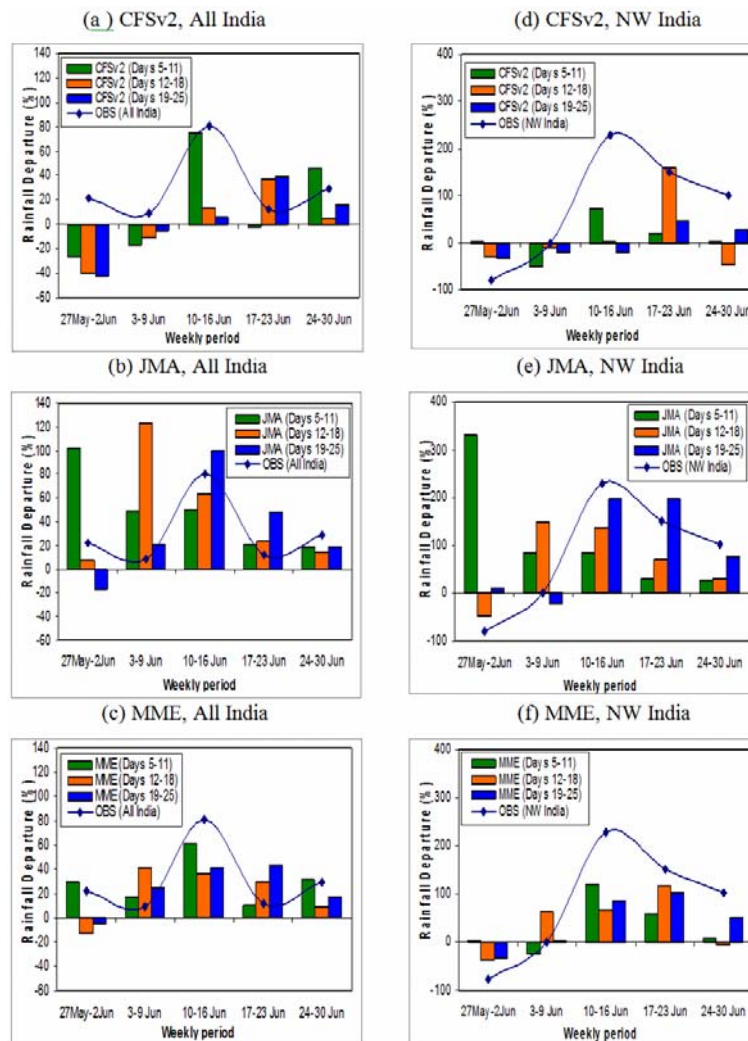 (a ) CFSv2, All India
Rainfall Departure (%)
140
120
100
80
60
40
20
0
-20
-40
-60
CFSv2 (Days 5-11)
CFSv2 (Days 12-18)
CFSv2 (Days 19-25)
OBS (All India)
27May-2Jun 3-9 Jun 10-16 Jun 17-23 Jun 24-30 Jun
Weekly period
(d) CFSv2, NW India
Rainfall Departure (%)
400
300
200
100
0
-100
CFSv2 (Days 5-11)
CFSv2 (Days 12-18)
CFSv2 (Days 19-25)
OBS (NW India)
27May-2Jun 3-9 Jun 10-16 Jun 17-23 Jun 24-30 Jun
Weekly period
(b) JMA, All India
Rainfall Departure (%)
140
120
100
80
60
40
20
0
-20
-40
-60
JMA (Days 5-11)
JMA (Days 12-18)
JMA (Days 19-25)
OBS (All India)
27May-2Jun 3-9 Jun 10-16 Jun 17-23 Jun 24-30 Jun
Weekly period
(e) JMA, NW India
Rainfall Departure (%)
400
300
200
100
0
-100
JMA (Days 5-11)
JMA (Days 12-18)
JMA (Days 19-25)
OBS (NW India)
27May-2Jun 3-9 Jun 10-16 Jun 17-23 Jun 24-30 Jun
Weekly period
(c) MME, All India
Rainfall Departure (%)
140
120
100
80
60
40
20
0
-20
-40
-60
MME (Days 5-11)
MME (Days 12-18)
MME (Days 19-25)
OBS (All India)
27May-2Jun 3-9 Jun 10-16 Jun 17-23 Jun 24-30 Jun
Weekly period
(f) MME, NW India
Rainfall Departure (%)
400
300
200
100
0
-100
MME (Days 5-11)
MME (Days 12-18)
MME (Days 19-25)
OBS (NW India)
27May-2Jun 3-9 Jun 10-16 Jun 17-23 Jun 24-30 Jun
Weekly period